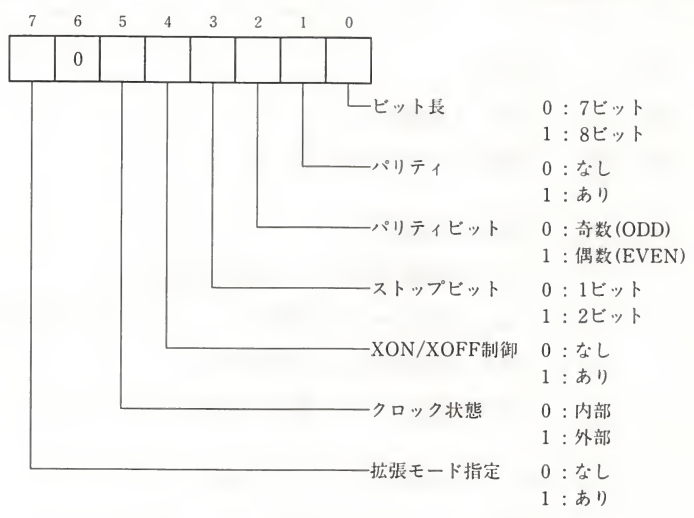 7 6 5 4 3 2 1 0
0
ビット長 0 : 7ビット
1 : 8ビット
パリティ 0 : なし
1 : あり
パリティビット 0 : 奇数(ODD)
1 : 偶数(EVEN)
ストップビット 0 : 1ビット
1 : 2ビット
XON/XOFF制御 0 : なし
1 : あり
クロック状態 0 : 内部
1 : 外部
拡張モード指定 0 : なし
1 : あり